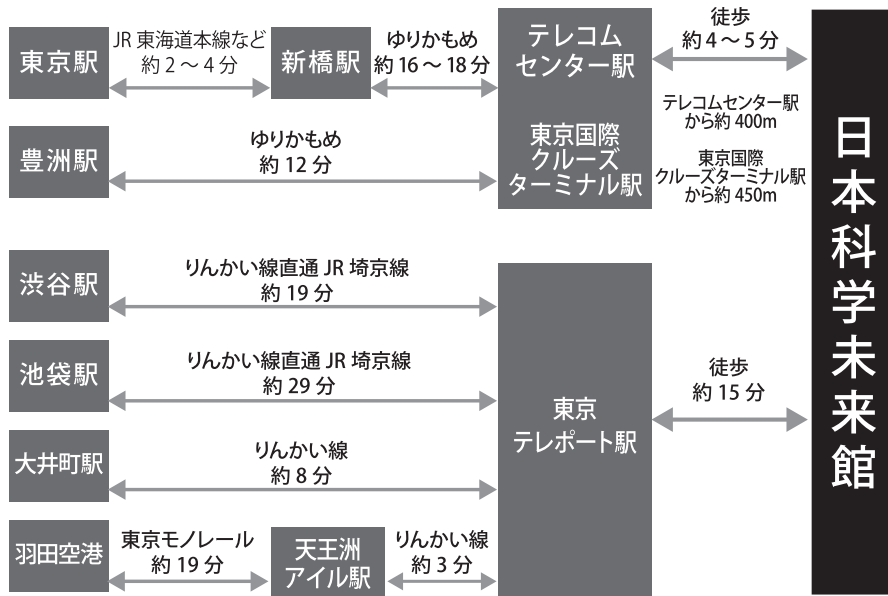 東京駅
JR 東海道本線など
約 2 ～ 4 分
新橋駅
ゆりかもめ
約 16 ～ 18 分
テレコム
センター駅
東京国際
クルーズ
ターミナル駅
徒歩
約 4 ～ 5 分
テレコムセンター駅
から約 400m
東京国際
クルーズターミナル駅
から約 450m
豊洲駅
ゆりかもめ
約 12 分
渋谷駅
りんかい線直通 JR 埼京線
約 19 分
池袋駅
りんかい線直通 JR 埼京線
約 29 分
大井町駅
りんかい線
約 8 分
羽田空港
東京モノレール
約 19 分
天王洲
アイル駅
りんかい線
約 3 分
東京
テレポート駅
徒歩
約 15 分
日本科学未来館